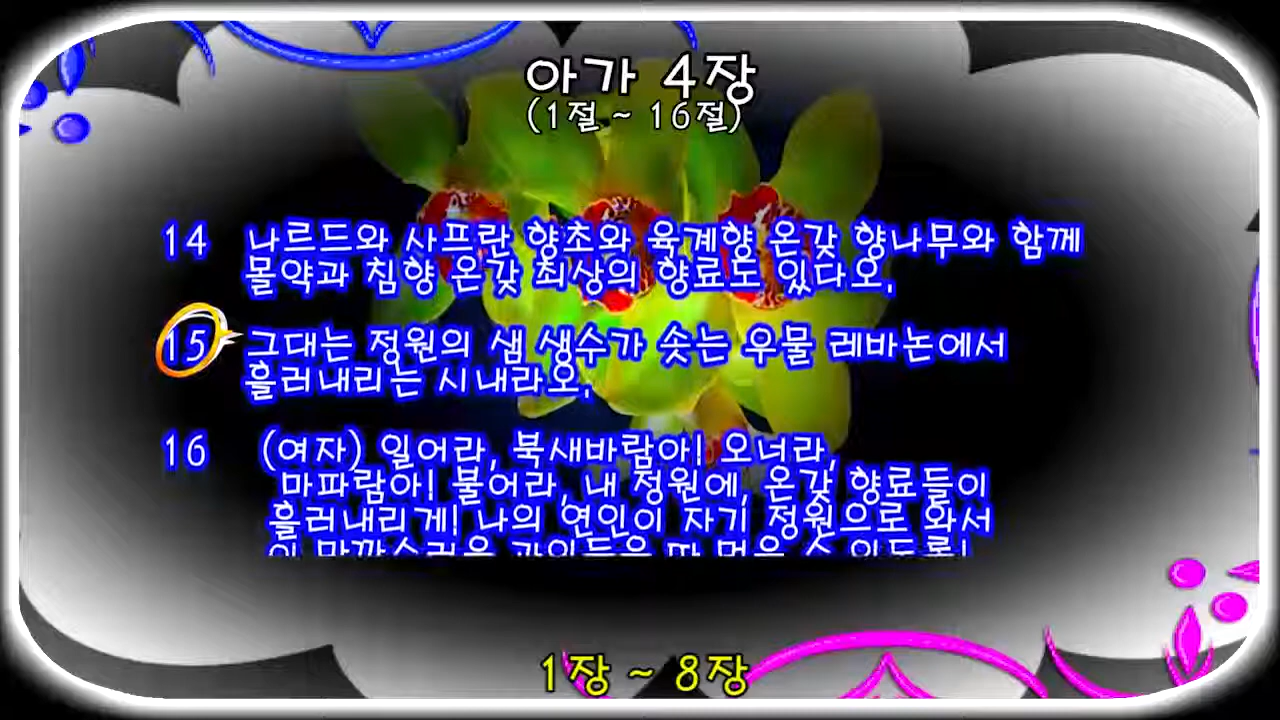 아가 4장
(1절 ~ 16절)
14 나르드와 사프란 향초와 육계향 온갖 향나무와 함께
몰약과 침향 온갖 최상의 향료도 있다오.
15 그대는 정원의 샘 생수가 솟는 우물 레바논에서
흘러내리는 시내라오.
16 (여자) 일어라, 북새바람아! 오너라,
마파람아! 불어라, 내 정원에, 온갖 향료들이
흘러내리게! 나의 연인이 자기 정원으로 와서
1장 ~ 8장